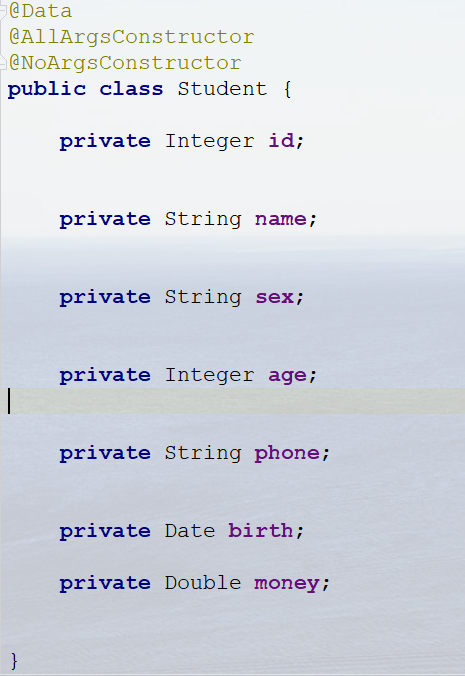 @Data
@AllArgsConstructor
@NoArgsConstructor
public class Student {
private Integer id;
private String name;
private String sex;
private Integer age;
private String phone;
private Date birth;
private Double money;
}